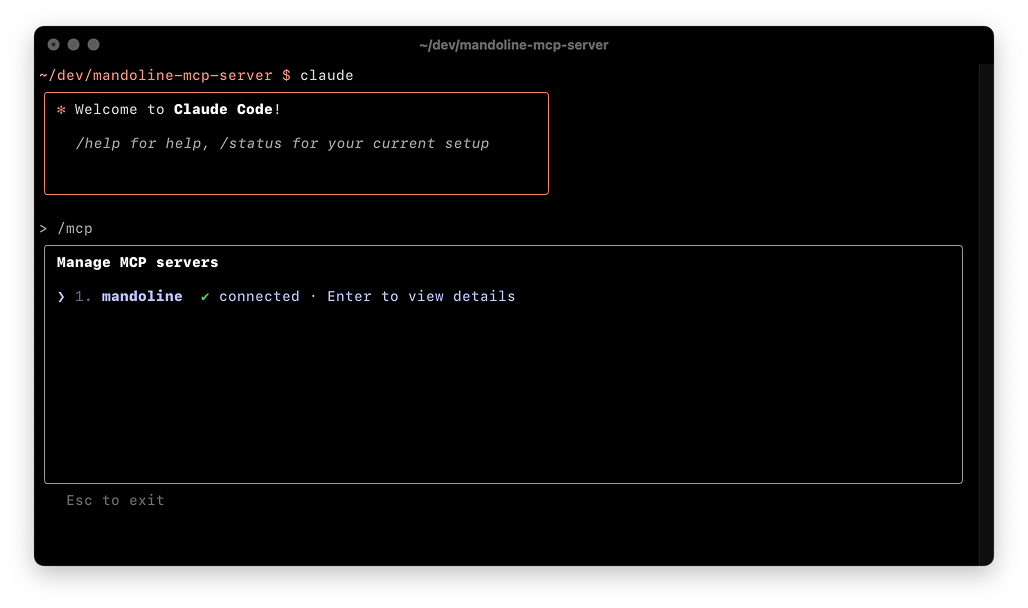 ~/dev/mandoline-mcp-server
~/dev/mandoline-mcp-server $ claude
✻ Welcome to Claude Code!
/help for help, /status for your current setup
> /mcp
Manage MCP servers
❯ 1. mandoline ✔ connected · Enter to view details
Esc to exit